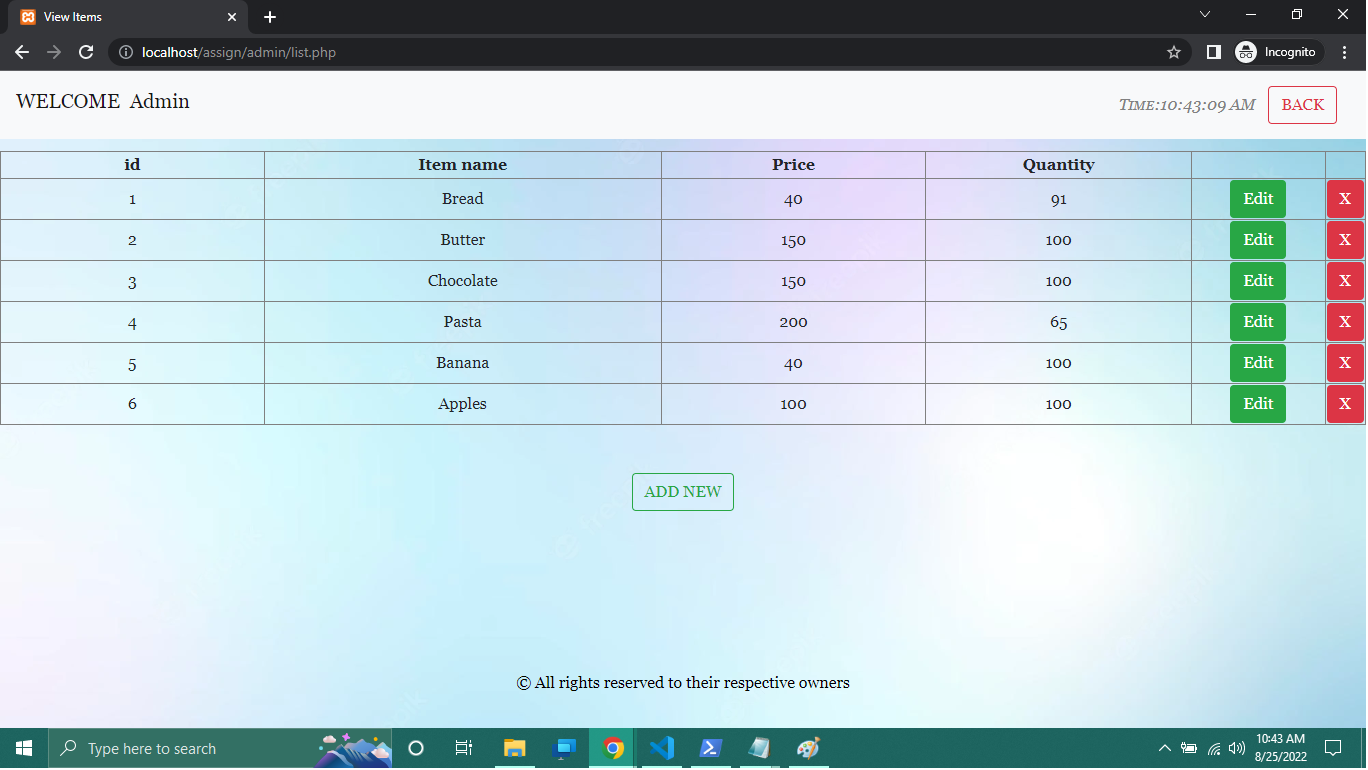 View Items
localhost/assign/admin/list.php
Incognito
WELCOME Admin
TIME:10:43:09 AM
BACK
id Item name Price Quantity
1 Bread 40 91 Edit X
2 Butter 150 100 Edit X
3 Chocolate 150 100 Edit X
4 Pasta 200 65 Edit X
5 Banana 40 100 Edit X
6 Apples 100 100 Edit X
ADD NEW
© All rights reserved to their respective owners
Type here to search
10:43 AM
8/25/2022